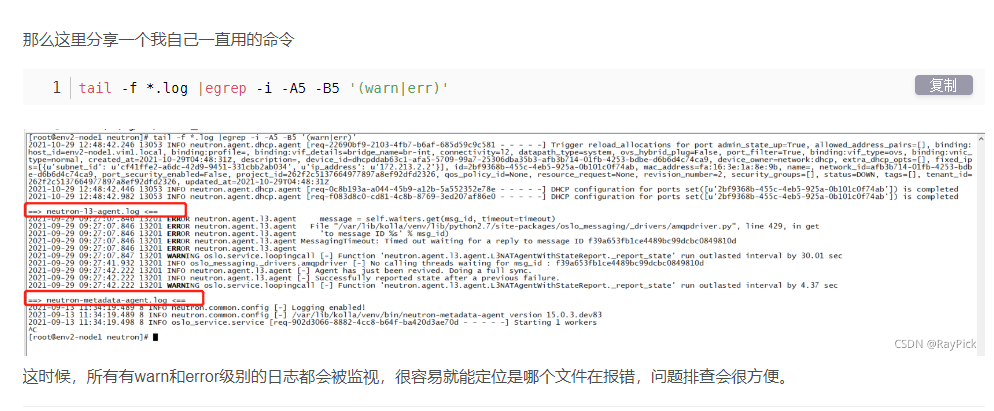 那么这里分享一个我自己一直用的命令
1 tail -f *.log |egrep -i -A5 -B5 '(warn|err)'
复制
[root@env2-node1 neutron]# tail -f *.log |egrep -i -A5 -B5 '(warn|err)'
2021-10-29 12:48:42.246 13053 INFO neutron.agent.dhcp.agent [req-22690bf9-2103-4fb7-b6af-685d59c9c581 - - - - -] Trigger reload_allocations for port admin_state_up=True, allowed_address_pairs=[], binding:
host_id=env2-node1.vim1.local, binding:profile=, binding:vif_details=bridge_name=br-int, connectivity=l2, datapath_type=system, ovs_hybrid_plug=False, port_filter=True, binding:vif_type=ovs, binding:vnic_
type=normal, created_at=2021-10-29T04:48:31Z, description=, device_id=dhcpddab63c1-afa5-5709-99a7-25306dba35b3-afb3b714-01fb-4253-bdbe-d6b6d4c74ca9, device_owner=network:dhcp, extra_dhcp_opts=[], fixed_ip
s=[{u'subnet_id': u'cf41ffe2-a6dc-42d9-9451-331cbb2ab034', u'ip_address': u'172.213.2.2'}], id=2bf9368b-455c-4eb5-925a-0b101c0f74ab, mac_address=fa:16:3e:1a:8e:9b, name=, network_id=afb3b714-01fb-4253-bdb
e-d6b6d4c74ca9, port_security_enabled=False, project_id=262f2c5137664977897a8ef92dfd2326, qos_policy_id=None, resource_request=None, revision_number=2, security_groups=[], status=DOWN, tags=[], tenant_id=
262f2c5137664977897a8ef92dfd2326, updated_at=2021-10-29T04:48:31Z
2021-10-29 12:48:42.446 13053 INFO neutron.agent.dhcp.agent [req-0c8b193a-a044-45b9-a12b-5a552352e78e - - - - -] DHCP configuration for ports set([u'2bf9368b-455c-4eb5-925a-0b101c0f74ab']) is completed
2021-10-29 12:48:42.982 13053 INFO neutron.agent.dhcp.agent [req-f083d8c0-cd81-4c8b-8769-3ed207af86e0 - - - - -] DHCP configuration for ports set([u'2bf9368b-455c-4eb5-925a-0b101c0f74ab']) is completed
==> neutron-l3-agent.log <==
2021-09-29 09:27:07.846 13201 ERROR neutron.agent.l3.agent     message = self.waiters.get(msg_id, timeout=timeout)
2021-09-29 09:27:07.846 13201 ERROR neutron.agent.l3.agent   File "/var/lib/kolla/venv/lib/python2.7/site-packages/oslo_messaging/_drivers/amqpdriver.py", line 429, in get
2021-09-29 09:27:07.846 13201 ERROR neutron.agent.l3.agent     'to message ID %s' % msg_id)
2021-09-29 09:27:07.846 13201 ERROR neutron.agent.l3.agent MessagingTimeout: Timed out waiting for a reply to message ID f39a653fb1ce4489bc99dcbc0849810d
2021-09-29 09:27:07.846 13201 ERROR neutron.agent.l3.agent
2021-09-29 09:27:07.847 13201 WARNING oslo.service.loopingcall [-] Function 'neutron.agent.l3.agent.L3NATAgentWithStateReport._report_state' run outlasted interval by 30.01 sec
2021-09-29 09:27:41.932 13201 INFO oslo_messaging._drivers.amqpdriver [-] No calling threads waiting for msg_id : f39a653fb1ce4489bc99dcbc0849810d
2021-09-29 09:27:42.222 13201 INFO neutron.agent.l3.agent [-] Agent has just been revived. Doing a full sync.
2021-09-29 09:27:42.222 13201 INFO neutron.agent.l3.agent [-] Successfully reported state after a previous failure.
2021-09-29 09:27:42.222 13201 WARNING oslo.service.loopingcall [-] Function 'neutron.agent.l3.agent.L3NATAgentWithStateReport._report_state' run outlasted interval by 4.37 sec
==> neutron-metadata-agent.log <==
2021-09-13 11:34:19.489 8 INFO neutron.common.config [-] Logging enabled!
2021-09-13 11:34:19.490 8 INFO neutron.common.config [-] /var/lib/kolla/venv/bin/neutron-metadata-agent version 15.0.3.dev83
2021-09-13 11:34:19.498 8 INFO oslo_service.service [req-902d3066-8882-4cc8-b64f-ba420d3ae70d - - - - -] Starting 1 workers
^C
[root@env2-node1 neutron]#
CSDN @RayPick
这时候，所有有warn和error级别的日志都会被监视，很容易就能定位是哪个文件在报错，问题排查会很方便。